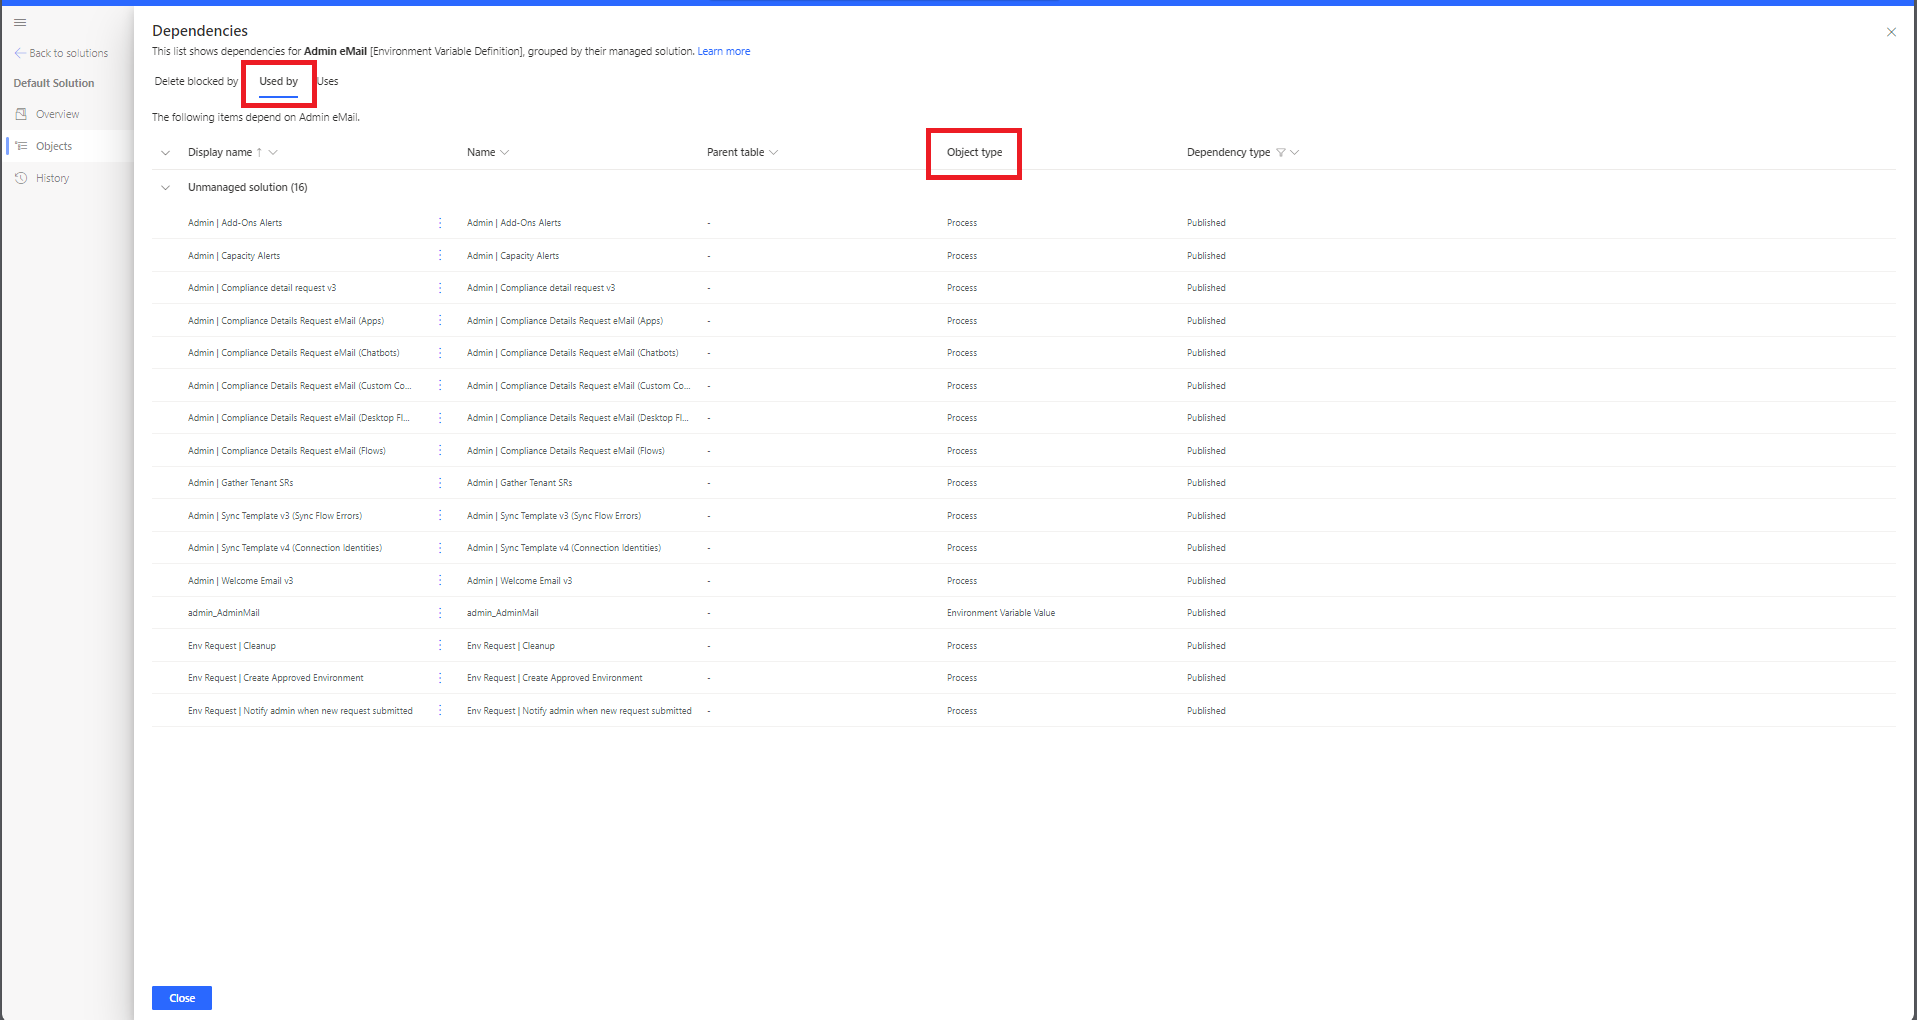 Dependencies
This list shows dependencies for Admin eMail [Environment Variable Definition], grouped by their managed solution. Learn more
Back to solutions
Default Solution
Overview
Objects
History
Delete blocked by Used by Uses
The following items depend on Admin eMail.
Display name Name Parent table Object type Dependency type
Unmanaged solution (16)
Admin | Add-Ons Alerts Admin | Add-Ons Alerts - Process Published
Admin | Capacity Alerts Admin | Capacity Alerts - Process Published
Admin | Compliance detail request v3 Admin | Compliance detail request v3 - Process Published
Admin | Compliance Details Request eMail (Apps) Admin | Compliance Details Request eMail (Apps) - Process Published
Admin | Compliance Details Request eMail (Chatbots) Admin | Compliance Details Request eMail (Chatbots) - Process Published
Admin | Compliance Details Request eMail (Custom Co... Admin | Compliance Details Request eMail (Custom Co... - Process Published
Admin | Compliance Details Request eMail (Desktop Fl... Admin | Compliance Details Request eMail (Desktop Fl... - Process Published
Admin | Compliance Details Request eMail (Flows) Admin | Compliance Details Request eMail (Flows) - Process Published
Admin | Gather Tenant SRs Admin | Gather Tenant SRs - Process Published
Admin | Sync Template v3 (Sync Flow Errors) Admin | Sync Template v3 (Sync Flow Errors) - Process Published
Admin | Sync Template v4 (Connection Identities) Admin | Sync Template v4 (Connection Identities) - Process Published
Admin | Welcome Email v3 Admin | Welcome Email v3 - Process Published
admin_AdminMail admin_AdminMail - Environment Variable Value Published
Env Request | Cleanup Env Request | Cleanup - Process Published
Env Request | Create Approved Environment Env Request | Create Approved Environment - Process Published
Env Request | Notify admin when new request submitted Env Request | Notify admin when new request submitted - Process Published
Close